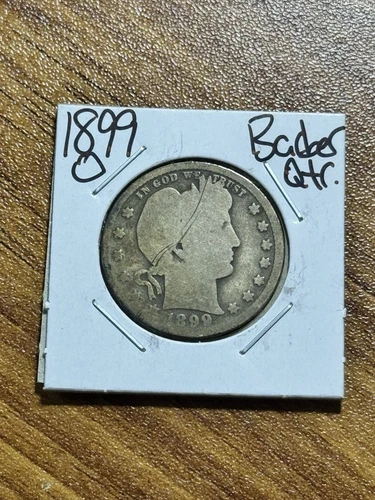 1899
O
Barber
Qtr.
IN GOD WE TRUST
1899